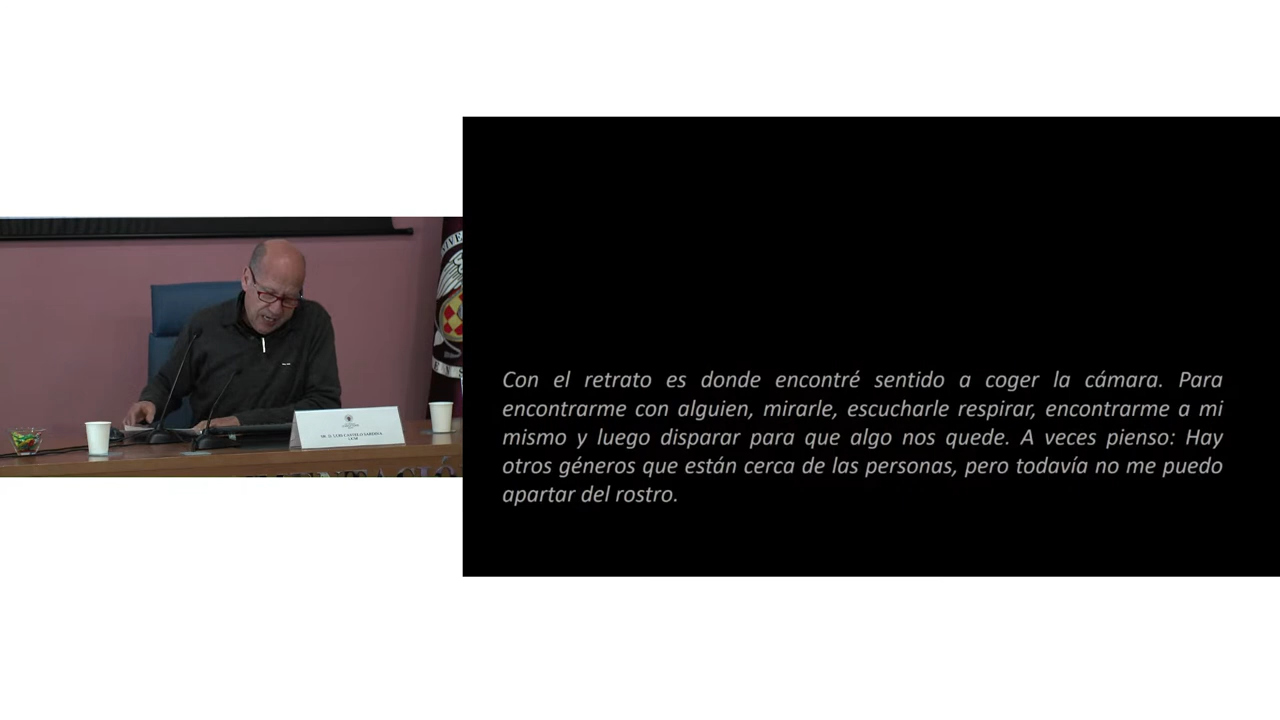 Con el retrato es donde encontré sentido a coger la cámara. Para
encontrarme con alguien, mirarle, escucharle respirar, encontrarme a mi
mismo y luego disparar para que algo nos quede. A veces pienso: Hay
otros géneros que están cerca de las personas, pero todavía no me puedo
apartar del rostro.